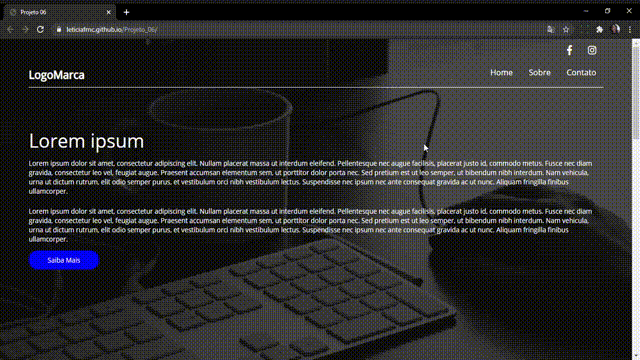 Projeto 06
leticiafmc.github.io/Projeto_06/
LogoMarca
Home Sobre Contato
Lorem ipsum
Lorem ipsum dolor sit amet, consectetur adipiscing elit. Nullam placerat massa ut interdum eleifend. Pellentesque nec augue facilisis, placerat justo id, commodo metus. Fusce nec diam
gravida, consectetur leo vel, feugiat augue. Praesent accumsan elementum sem, ut porttitor dolor porta nec. Sed pretium est ut leo dapibus, at bibendum nibh interdum. Nam vehicula,
urna ut dictum rutrum, elit odio semper ante, et vestibulum orci nibh vestibulum lectus. Suspendisse nec ipsum nec ante consequat gravida ac ut nunc. Aliquam fringilla finibus
ullamcorper.
Lorem ipsum dolor sit amet, consectetur adipiscing elit. Nullam placerat massa ut interdum eleifend. Pellentesque nec augue facilisis, placerat justo id, commodo metus. Fusce nec diam
gravida, consectetur leo vel, feugiat augue. Praesent accumsan elementum sem, ut porttitor dolor porta nec. Sed pretium est ut leo dapibus, at bibendum nibh interdum. Nam vehicula,
urna ut dictum rutrum, elit odio semper ante, et vestibulum orci nibh vestibulum lectus. Suspendisse nec ipsum nec ante consequat gravida ac ut nunc. Aliquam fringilla finibus
ullamcorper.
Saiba Mais